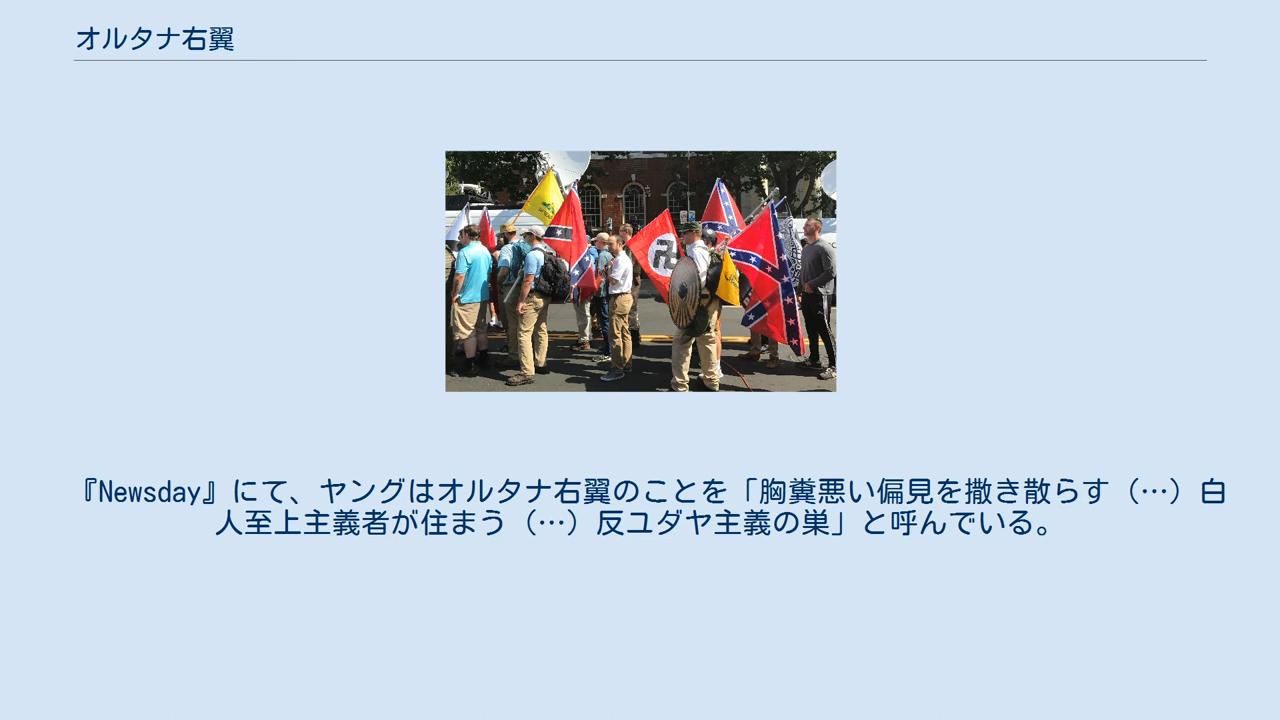 オルタナ右翼
『Newsday』にて、ヤングはオルタナ右翼のことを「胸糞悪い偏見を撒き散らす（…）白
人至上主義者が住まう（…）反ユダヤ主義の巣」と呼んでいる。